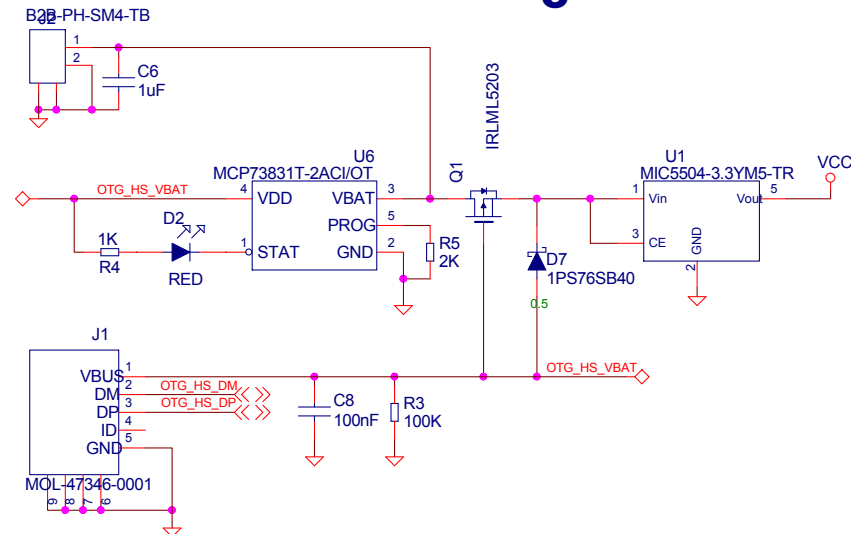 g
B2B-PH-SM4-TB
J2
1
2
C6
1uF
IRLML5203
Q1
U6
MCP73831T-2ACI/OT
U1
MIC5504-3.3YM5-TR
VCC
OTG_HS_VBAT
4
VDD
VBAT
3
PROG
5
GND
2
1
STAT
D2
RED
1K
R4
R5
2K
1
Vin
Vout
5
3
CE
GND
2
D7
1PS76SB40
0.5
J1
VBUS
1
DM
2
OTG_HS_DM
DP
3
OTG_HS_DP
ID
4
GND
5
MOL-47346-0001
9
8
7
6
C8
100nF
R3
100K
OTG_HS_VBAT